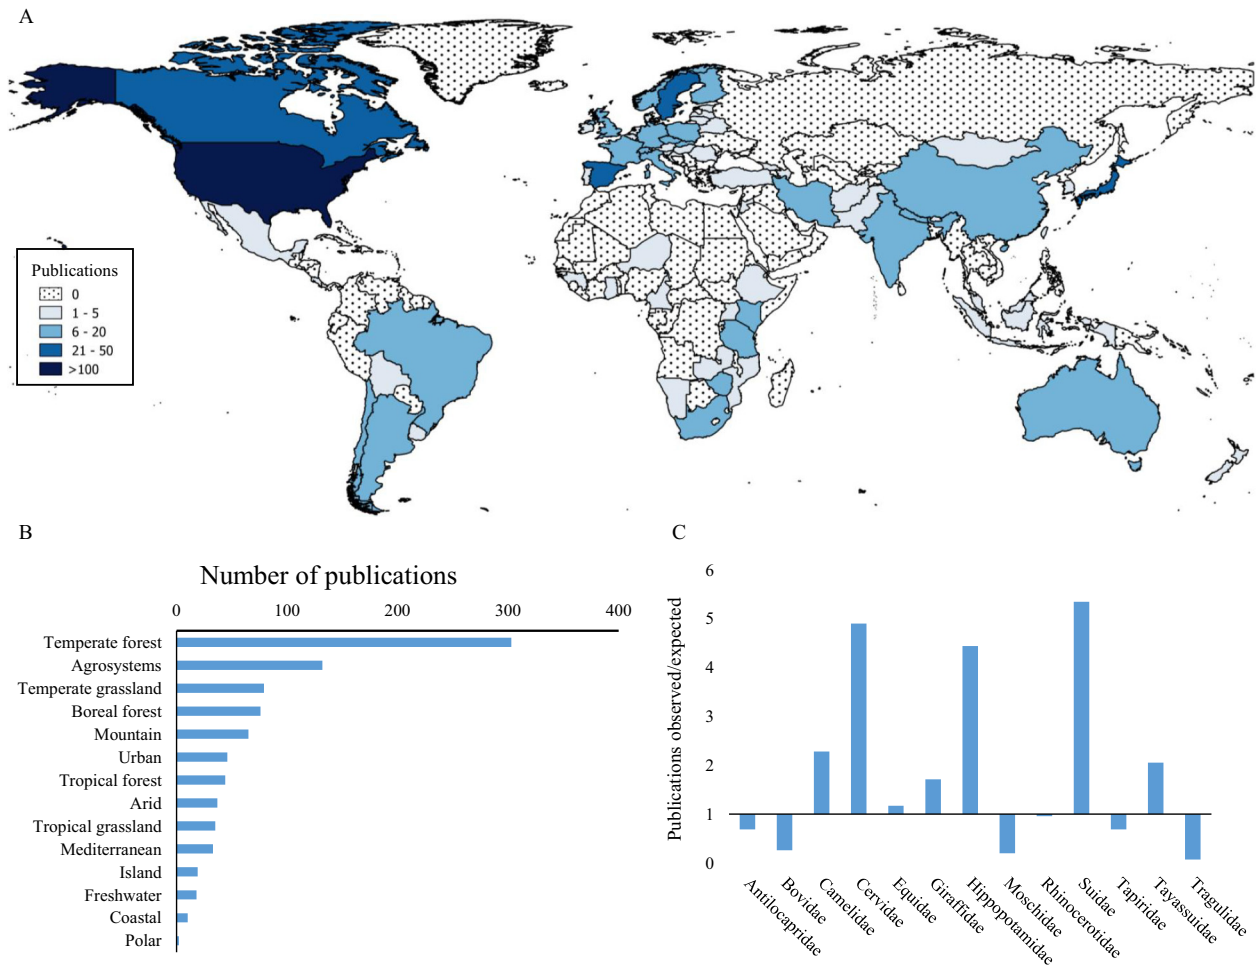 A
Publications
0
1 - 5
6 - 20
21 - 50
>100
B
Number of publications
0 100 200 300 400
Temperate forest
Agrosystems
Temperate grassland
Boreal forest
Mountain
Urban
Tropical forest
Arid
Tropical grassland
Mediterranean
Island
Freshwater
Coastal
Polar
C
Publications observed/expected
6
5
4
3
2
1
0
Antilocapridae
Bovidae
Camelidae
Cervidae
Equidae
Giraffidae
Hippopotamidae
Moschidae
Rhinocerotidae
Suidae
Tapiridae
Tayassuidae
Tragulidae